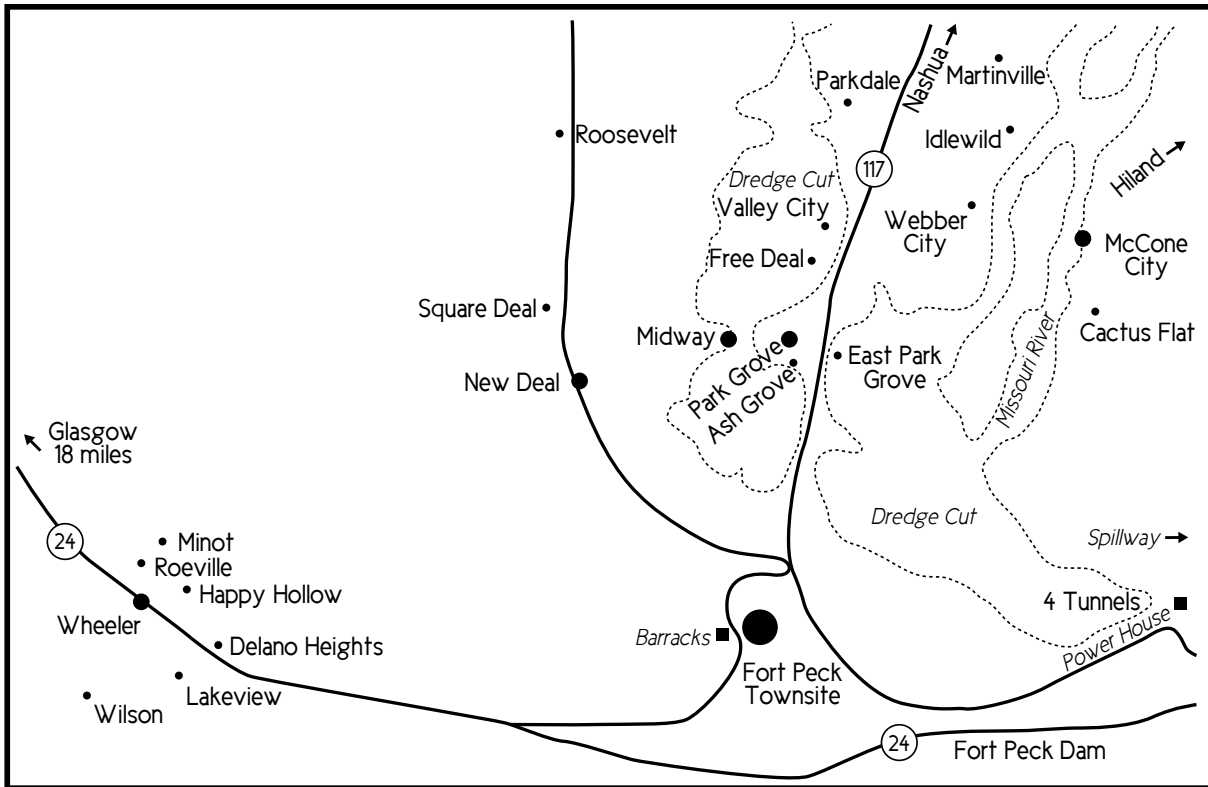 Nashua
Martinville
Parkdale
Roosevelt
Idlewild
117
Hiland
Dredge Cut
Valley City
Webber
City
McCone
City
Free Deal
Square Deal
Midway
Park Grove
Ash Grove
East Park
Grove
Missouri River
Cactus Flat
New Deal
Glasgow
18 miles
Dredge Cut
24
Minot
Roeville
Happy Hollow
Wheeler
Delano Heights
Lakeview
Wilson
Spillway
4 Tunnels
Power House
Barracks
Fort Peck
Townsite
24
Fort Peck Dam